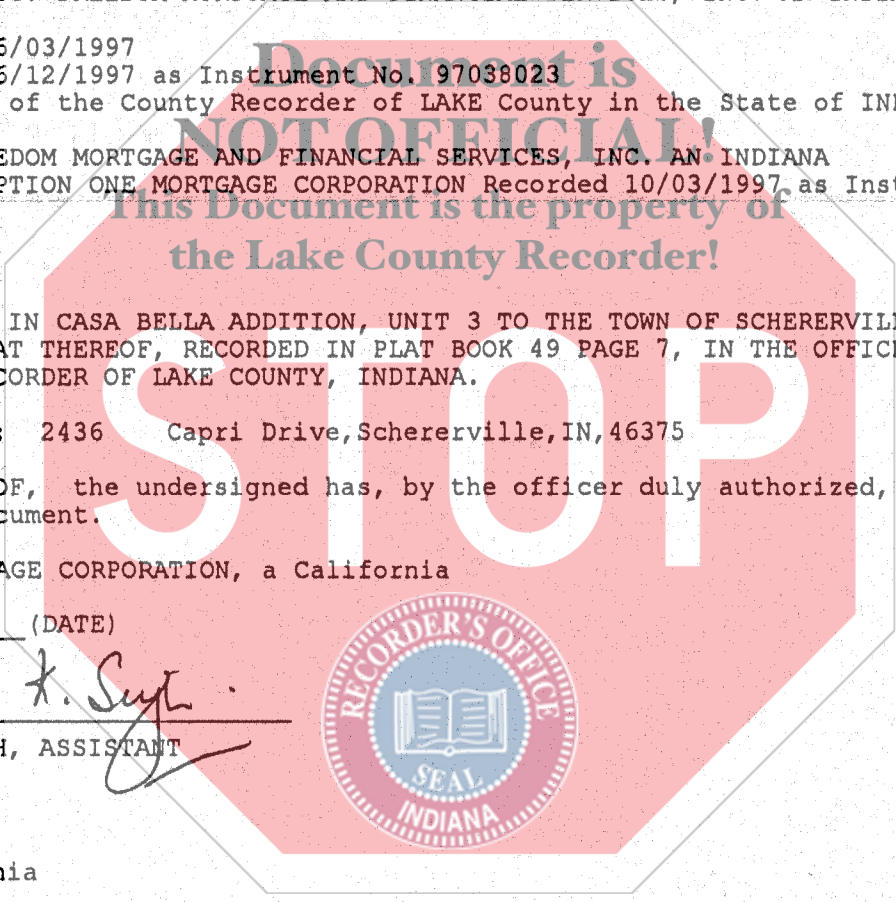 6/03/1997
6/12/1997 as Instrument No. 97038023
of the County Recorder of LAKE County in the State of IN
EDOM MORTGAGE AND FINANCIAL SERVICES, INC. AN INDIANA
PTION ONE MORTGAGE CORPORATION Recorded 10/03/1997 as Inst
Document is
NOT OFFICIAL!
This Document is the property of
the Lake County Recorder!
IN CASA BELLA ADDITION, UNIT 3 TO THE TOWN OF SCHERERVIL
AT THEREOF, RECORDED IN PLAT BOOK 49 PAGE 7, IN THE OFFIC
CORDER OF LAKE COUNTY, INDIANA.
: 2436 Capri Drive,Schererville,IN,46375
OF, the undersigned has, by the officer duly authorized,
cument.
STOP
AGE CORPORATION, a California
(DATE)
H, ASSISTANT
RECORDER'S OFFICE
SEAL
INDIANA
nia